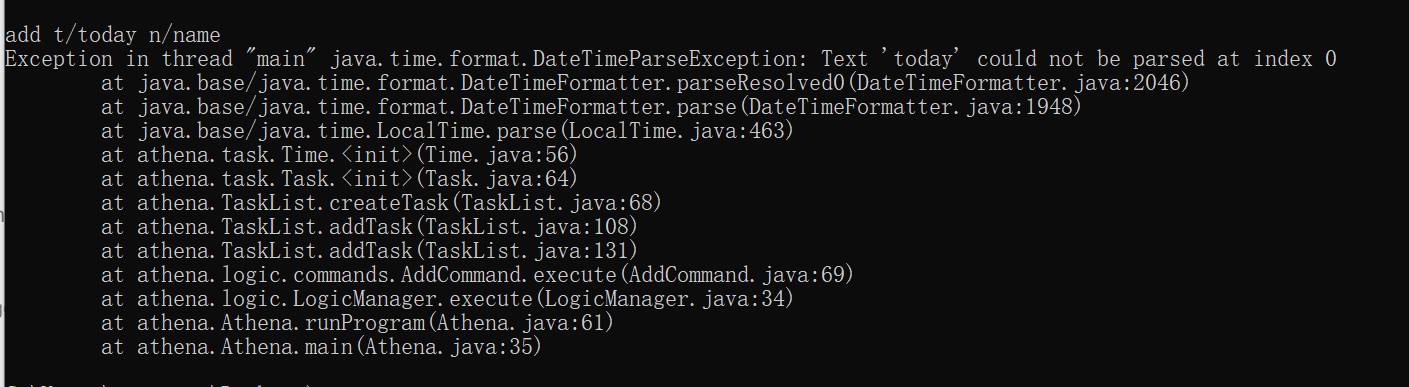 add t/today n/name
Exception in thread "main" java.time.format.DateTimeParseException: Text 'today' could not be parsed at index 0
at java.base/java.time.format.DateTimeFormatter.parseResolved0(DateTimeFormatter.java:2046)
at java.base/java.time.format.DateTimeFormatter.parse(DateTimeFormatter.java:1948)
at java.base/java.time.LocalTime.parse(LocalTime.java:463)
at athena.task.Time.<init>(Time.java:56)
at athena.task.Task.<init>(Task.java:64)
at athena.TaskList.createTask(TaskList.java:68)
at athena.TaskList.addTask(TaskList.java:108)
at athena.TaskList.addTask(TaskList.java:131)
at athena.logic.commands.AddCommand.execute(AddCommand.java:69)
at athena.logic.LogicManager.execute(LogicManager.java:34)
at athena.Athena.runProgram(Athena.java:61)
at athena.Athena.main(Athena.java:35)